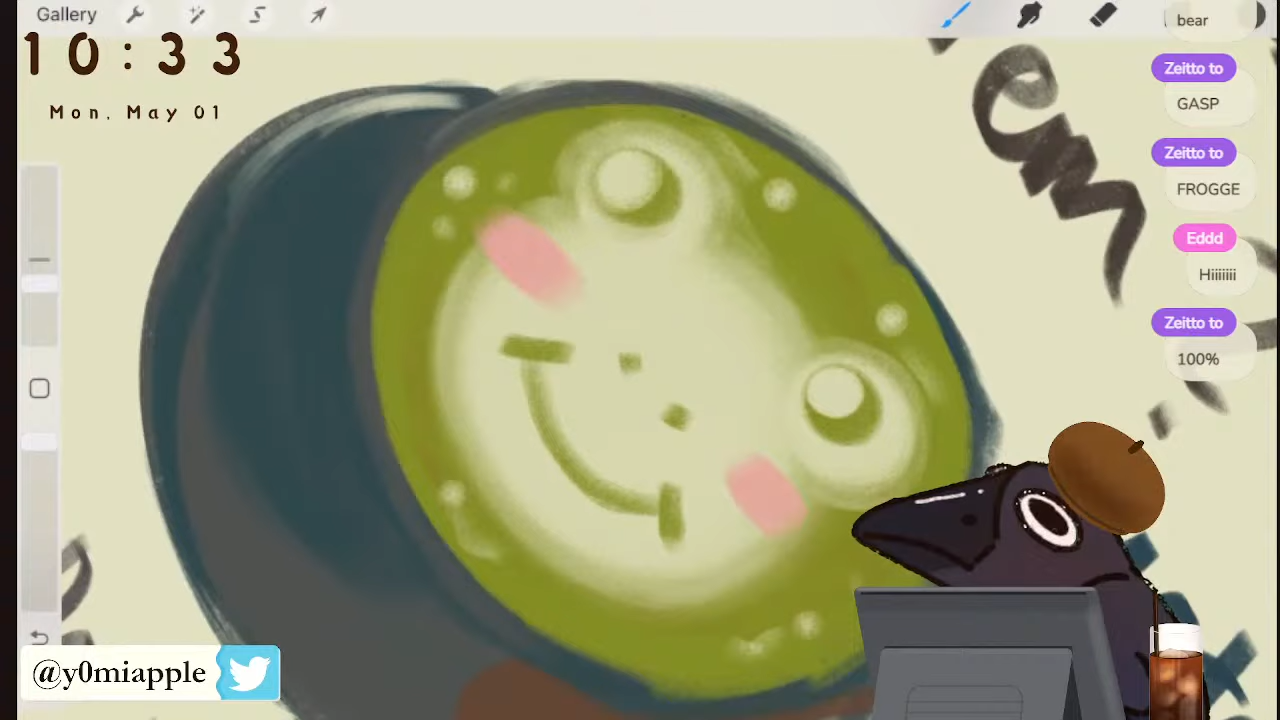 Gallery
10:33
Mon, May 01
bear
Zeitto to
GASP
Zeitto to
FROGGE
Eddd
Hiiiiiii
Zeitto to
100%
@y0miapple